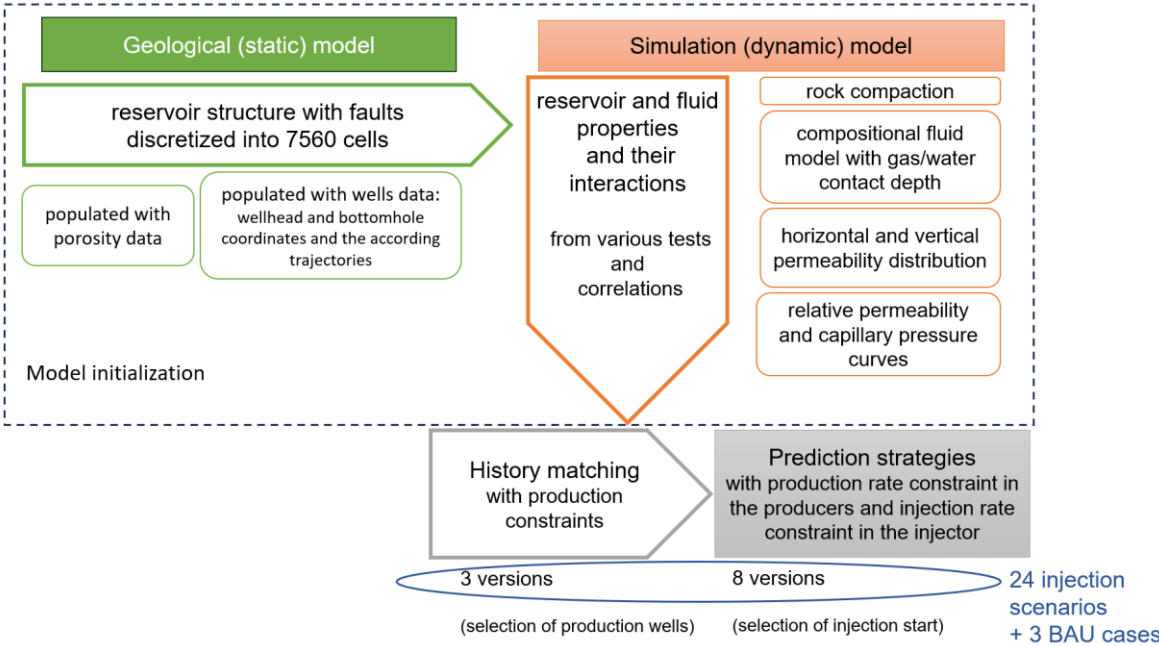 Geological (static) model
Simulation (dynamic) model
reservoir structure with faults
discretized into 7560 cells
populated with
porosity data
populated with wells data:
wellhead and bottomhole
coordinates and the according
trajectories
reservoir and fluid
properties
and their
interactions
from various tests
and
correlations
rock compaction
compositional fluid
model with gas/water
contact depth
horizontal and vertical
permeability distribution
relative permeability
and capillary pressure
curves
Model initialization
History matching
with production
constraints
Prediction strategies
with production rate constraint in
the producers and injection rate
constraint in the injector
3 versions
8 versions
(selection of production wells)
(selection of injection start)
24 injection
scenarios
+ 3 BAU cases